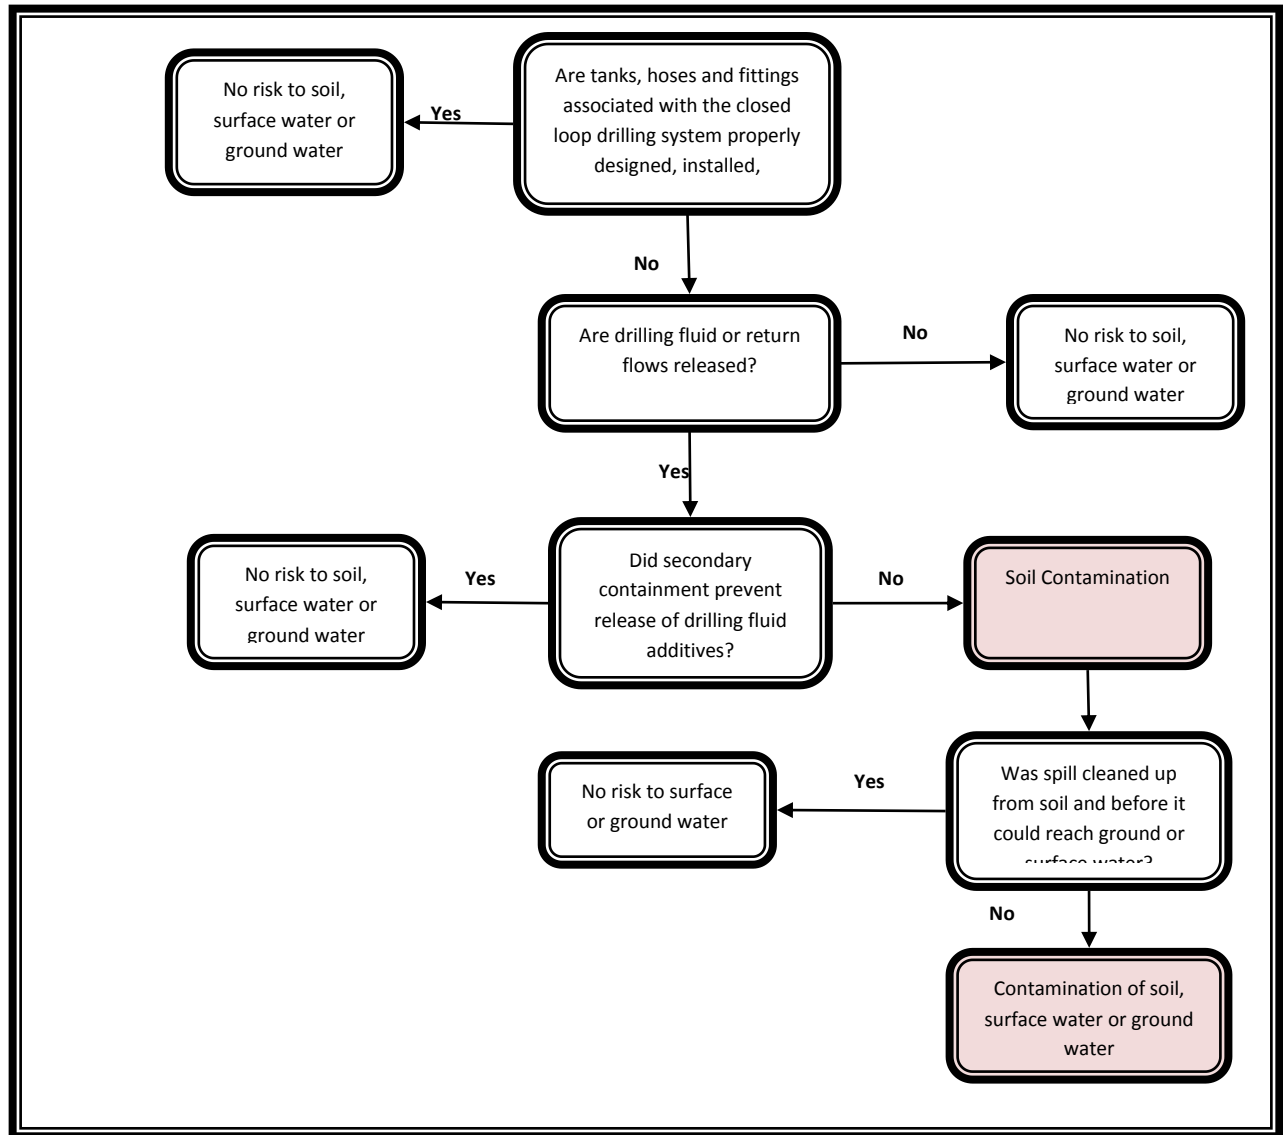 No risk to soil,
surface water or
ground water
Yes
Are tanks, hoses and fittings
associated with the closed
loop drilling system properly
designed, installed,
No
Are drilling fluid or return
flows released?
No
No risk to soil,
surface water or
ground water
Yes
No risk to soil,
surface water or
ground water
Yes
Did secondary
containment prevent
release of drilling fluid
additives?
No
Soil Contamination
No risk to surface
or ground water
Yes
Was spill cleaned up
from soil and before it
could reach ground or
surface water?
No
Contamination of soil,
surface water or ground
water